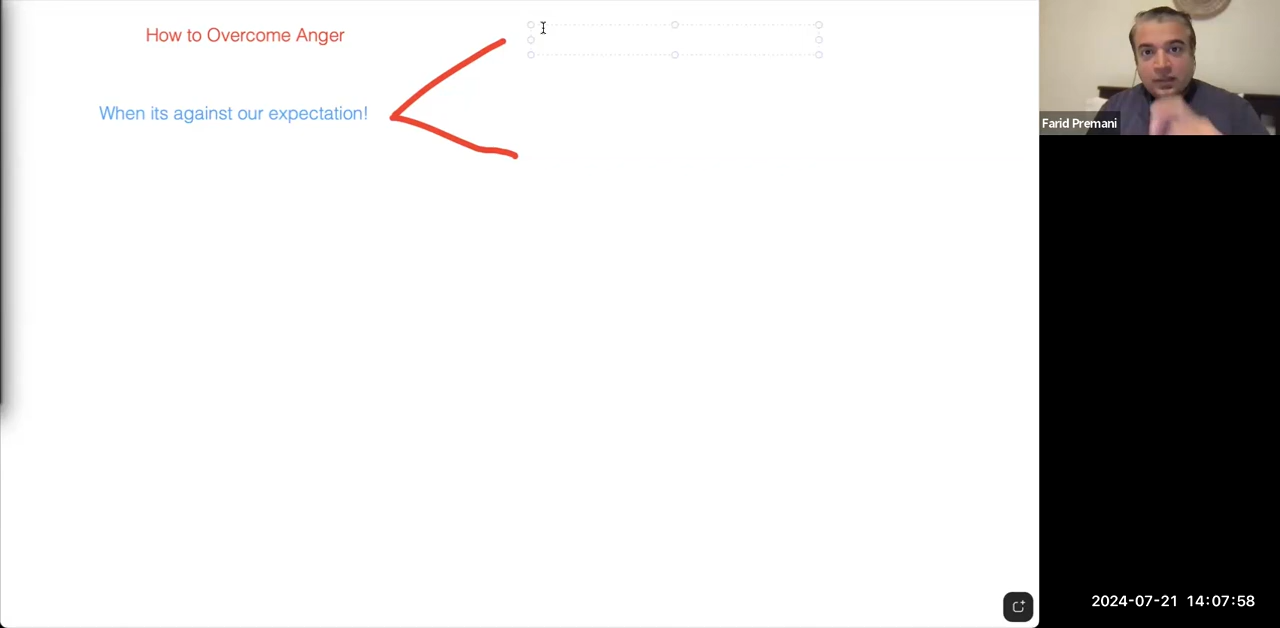 How to Overcome Anger
When its against our expectation!
Farid Premani
2024-07-21 14:07:58